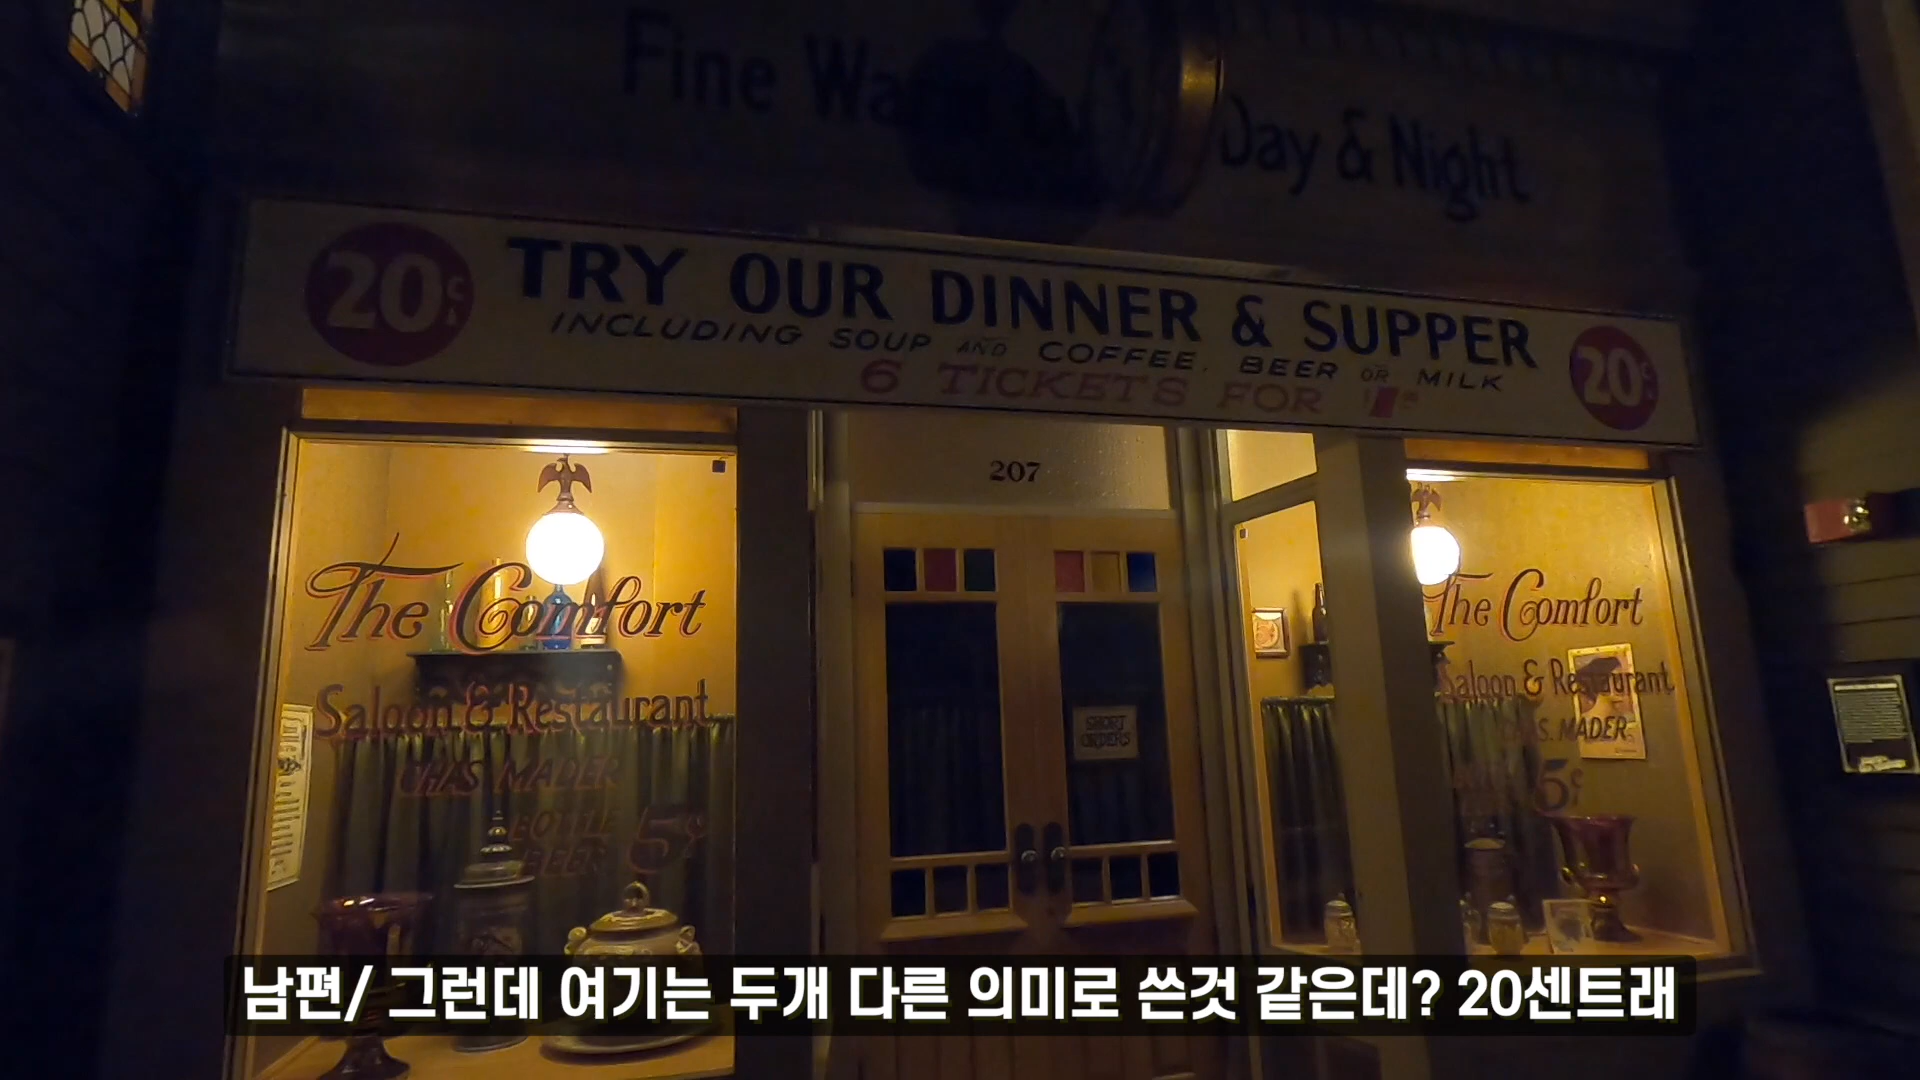 Fine Day & Night
20¢ TRY OUR DINNER & SUPPER 20¢
INCLUDING SOUP AND COFFEE, BEER OR MILK
6 TICKETS FOR
207
The Comfort
Saloon & Restaurant
CHAS MADER
BOTTLE
BEER 5¢
SHORT
ORDERS
The Comfort
Saloon & Restaurant
CHAS. MADER
5¢
남편/ 그런데 여기는 두개 다른 의미로 쓴것 같은데? 20센트래